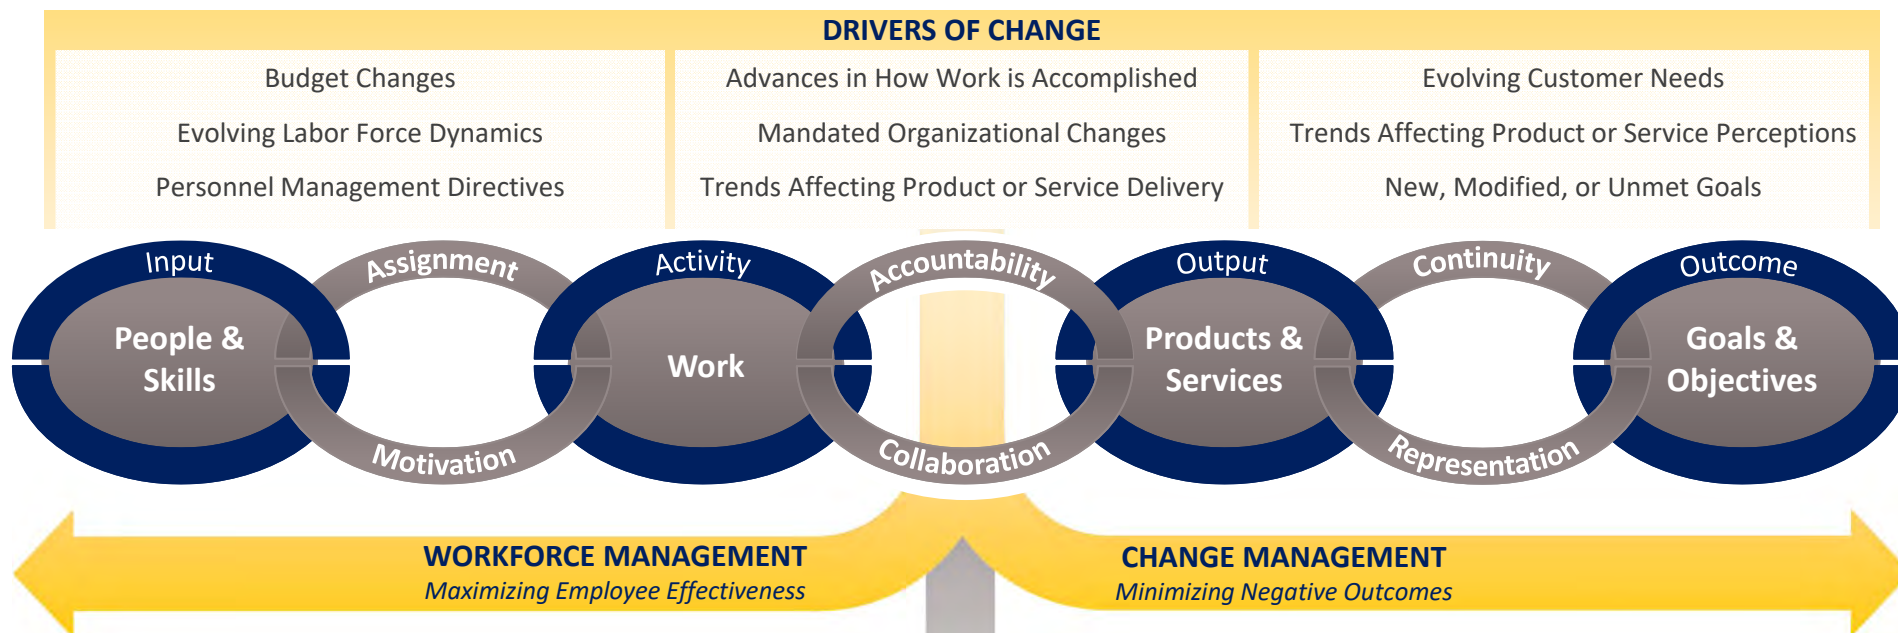 DRIVERS OF CHANGE
Budget Changes
Evolving Labor Force Dynamics
Personnel Management Directives
Advances in How Work is Accomplished
Mandated Organizational Changes
Trends Affecting Product or Service Delivery
Evolving Customer Needs
Trends Affecting Product or Service Perceptions
New, Modified, or Unmet Goals
Input
People &
Skills
Assignment
Motivation
Activity
Work
Accountability
Collaboration
Output
Products &
Services
Continuity
Representation
Outcome
Goals &
Objectives
WORKFORCE MANAGEMENT
Maximizing Employee Effectiveness
CHANGE MANAGEMENT
Minimizing Negative Outcomes